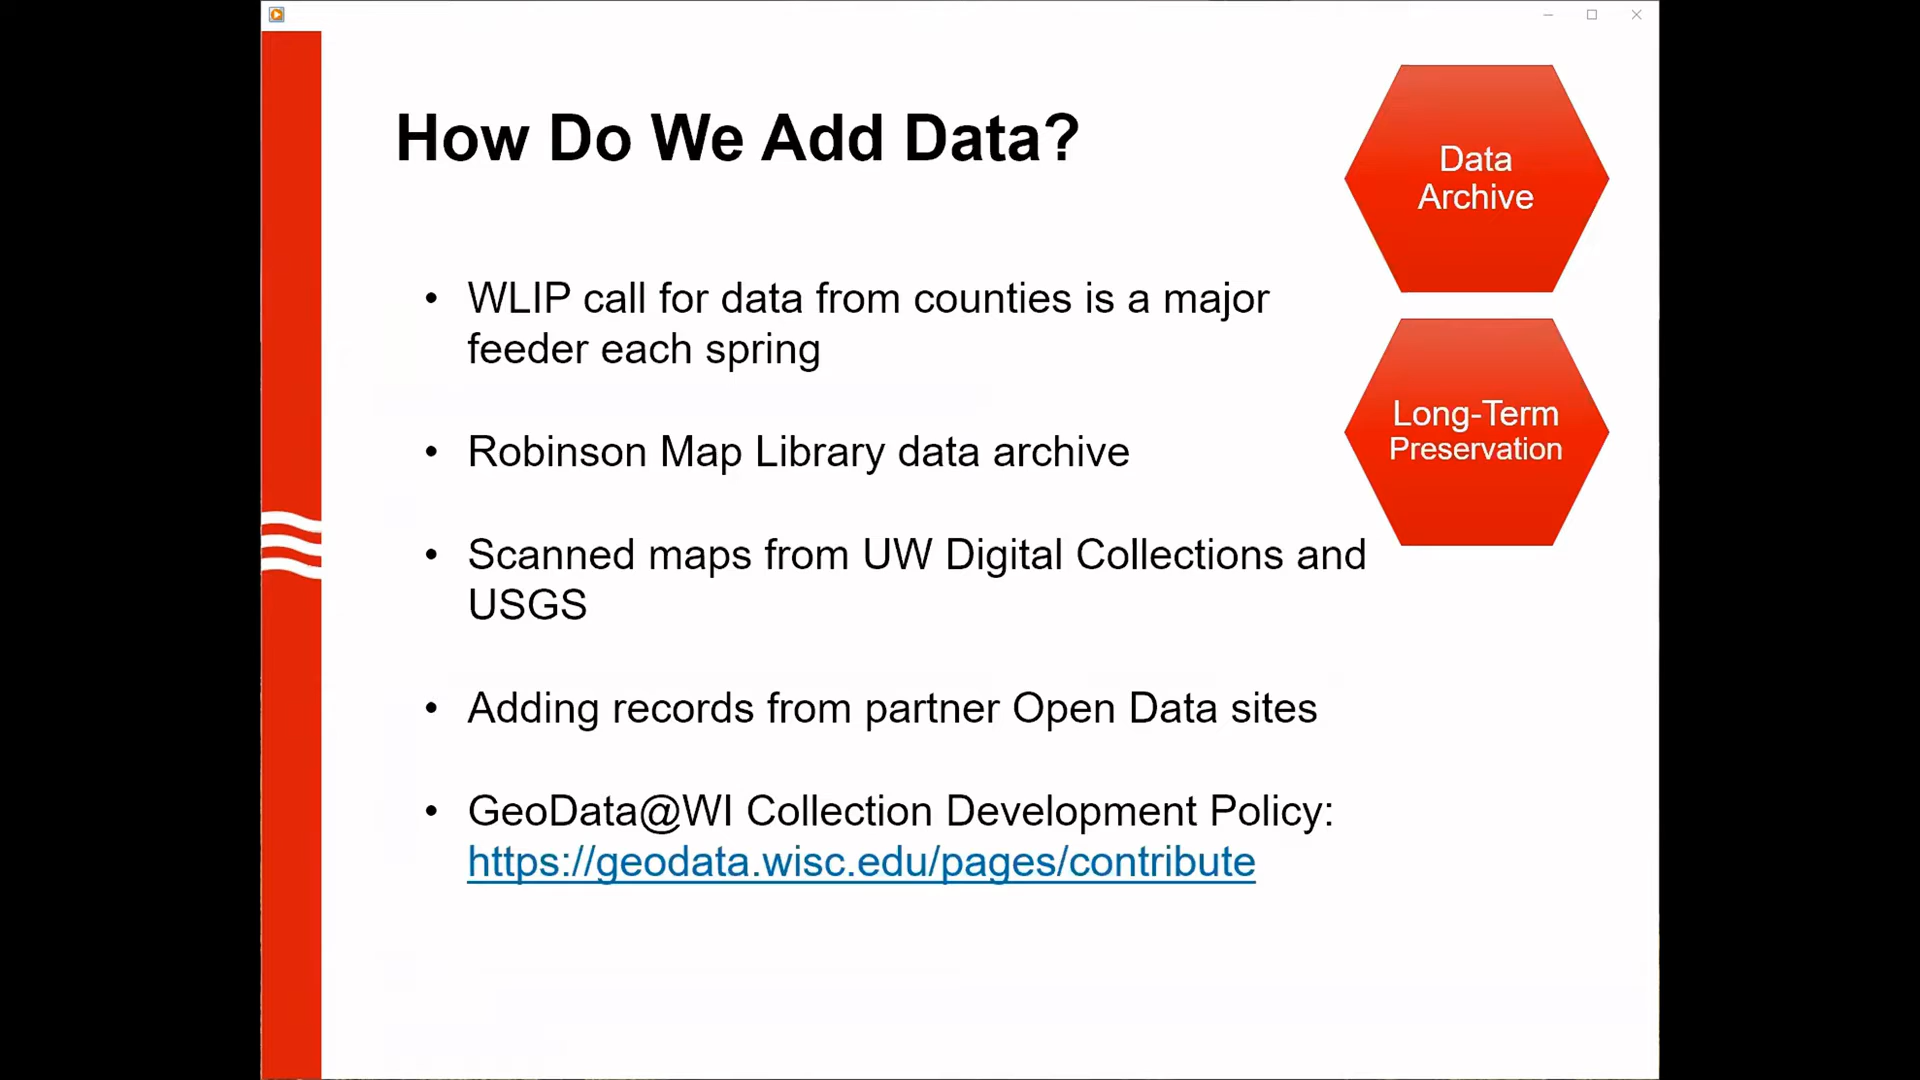 How Do We Add Data?
Data
Archive
Long-Term
Preservation
• WLIP call for data from counties is a major
feeder each spring
• Robinson Map Library data archive
• Scanned maps from UW Digital Collections and
USGS
• Adding records from partner Open Data sites
• GeoData@WI Collection Development Policy:
https://geodata.wisc.edu/pages/contribute